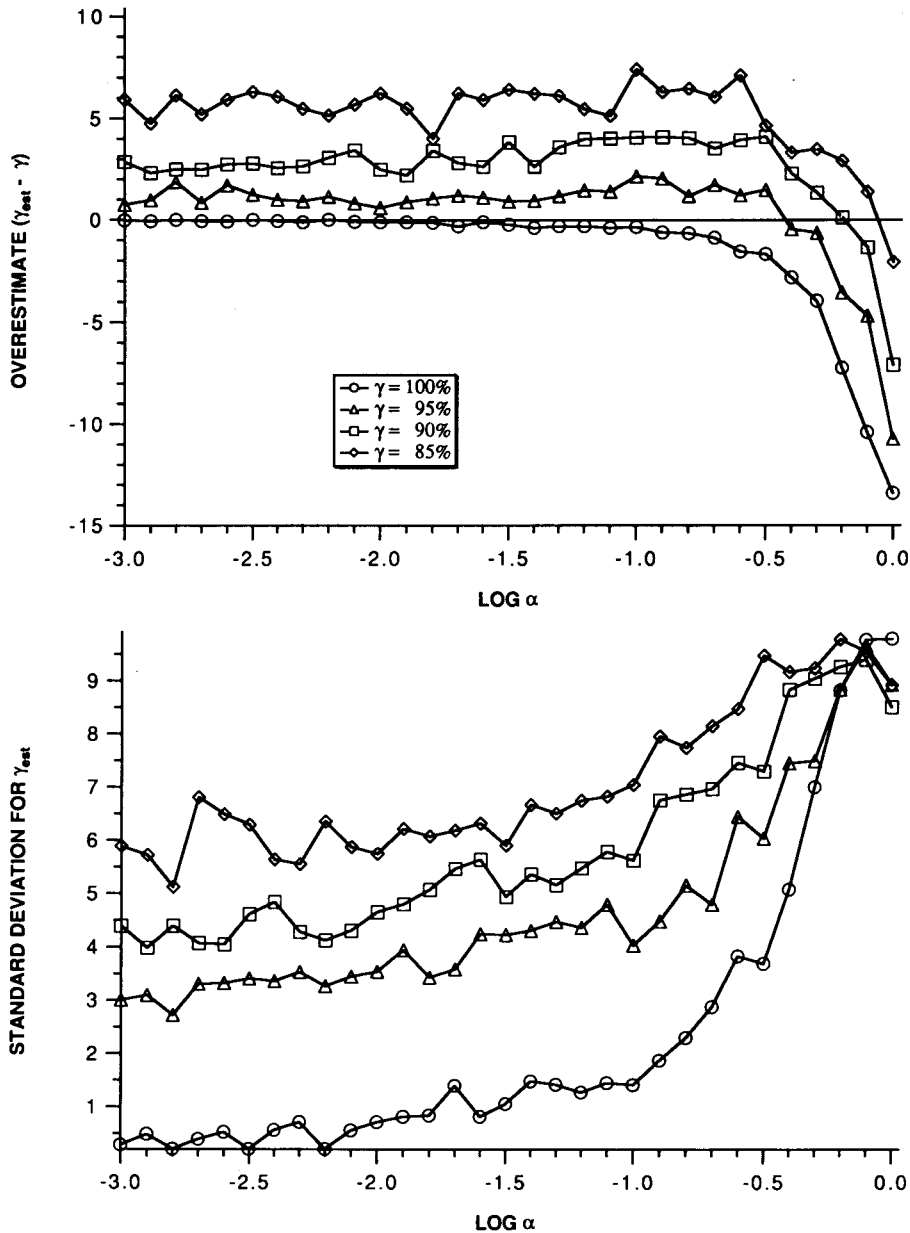 OVERESTIMATE (γest - γ)
10
5
0
-5
-10
-15
γ = 100%
γ = 95%
γ = 90%
γ = 85%
-3.0 -2.5 -2.0 -1.5 -1.0 -0.5 0.0
LOG α
STANDARD DEVIATION FOR γest
9
8
7
6
5
4
3
2
1
-3.0 -2.5 -2.0 -1.5 -1.0 -0.5 0.0
LOG α